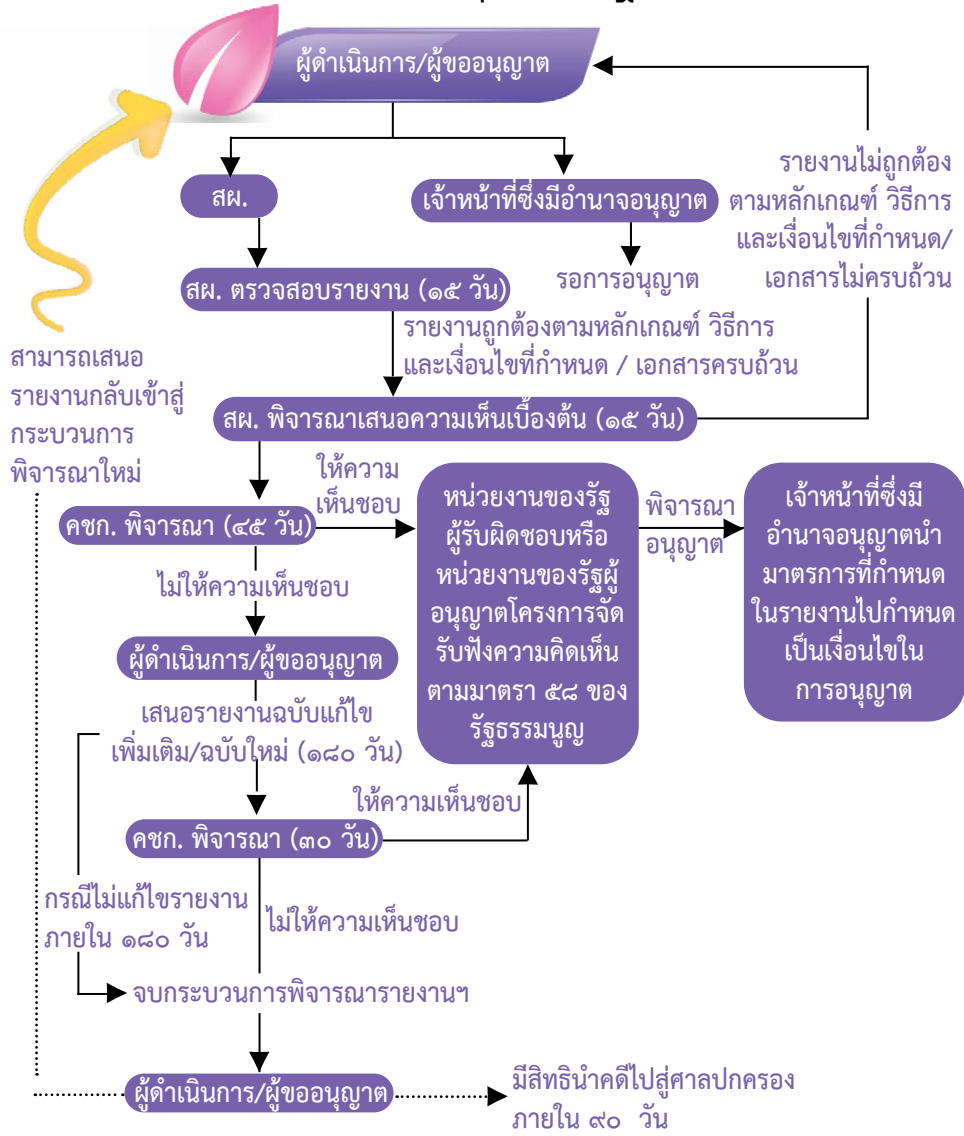 ผู้ดำเนินการ/ผู้ขออนุญาต
สผ.
เจ้าหน้าที่ซึ่งมีอำนาจอนุญาต
รายงานไม่ถูกต้อง
ตามหลักเกณฑ์ วิธีการ
และเงื่อนไขที่กำหนด/
เอกสารไม่ครบถ้วน
รอการอนุญาต
สผ. ตรวจสอบรายงาน (๑๕ วัน)
รายงานถูกต้องตามหลักเกณฑ์ วิธีการ
และเงื่อนไขที่กำหนด / เอกสารครบถ้วน
สามารถเสนอ
รายงานกลับเข้าสู่
กระบวนการ
พิจารณาใหม่
สผ. พิจารณาเสนอความเห็นเบื้องต้น (๑๕ วัน)
ให้ความ
เห็นชอบ
คชก. พิจารณา (๔๕ วัน)
หน่วยงานของรัฐ
ผู้รับผิดชอบหรือ
หน่วยงานของรัฐผู้
อนุญาตโครงการจัด
รับฟังความคิดเห็น
ตามมาตรา ๕๘ ของ
รัฐธรรมนูญ
พิจารณา
อนุญาต
เจ้าหน้าที่ซึ่งมี
อำนาจอนุญาตนำ
มาตรการที่กำหนด
ในรายงานไปกำหนด
เป็นเงื่อนไขใน
การอนุญาต
ไม่ให้ความเห็นชอบ
ผู้ดำเนินการ/ผู้ขออนุญาต
เสนอรายงานฉบับแก้ไข
เพิ่มเติม/ฉบับใหม่ (๑๘๐ วัน)
ให้ความเห็นชอบ
คชก. พิจารณา (๓๐ วัน)
กรณีไม่แก้ไขรายงาน
ภายใน ๑๘๐ วัน
ไม่ให้ความเห็นชอบ
จบกระบวนการพิจารณารายงานฯ
ผู้ดำเนินการ/ผู้ขออนุญาต
มีสิทธินำคดีไปสู่ศาลปกครอง
ภายใน ๙๐ วัน